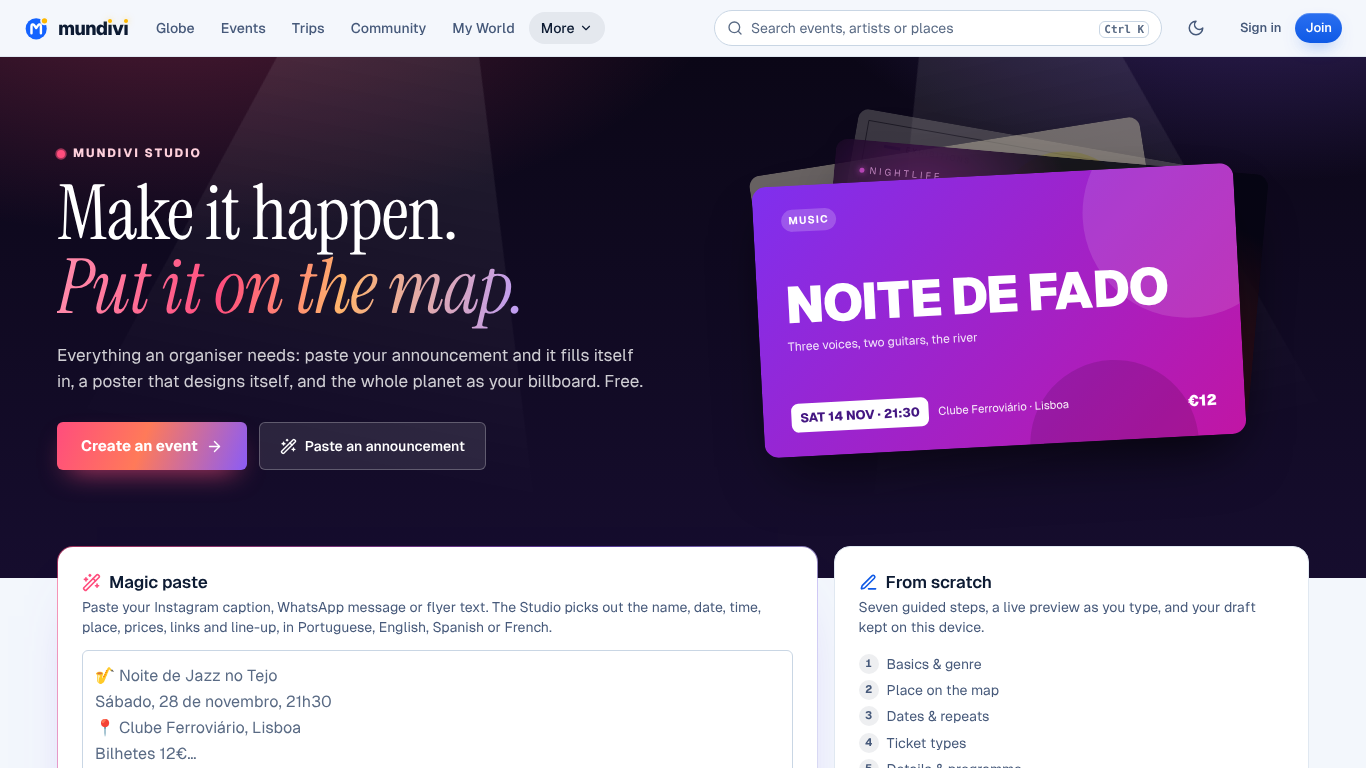 mundivi
Globe
Events
Trips
Community
My World
More
Search events, artists or places
Ctrl K
Sign in
Join
MUNDIVI STUDIO
Make it happen.
Put it on the map.
Everything an organiser needs: paste your announcement and it fills itself
in, a poster that designs itself, and the whole planet as your billboard. Free.
Create an event
Paste an announcement
NIGHTLIFE
MUSIC
NOITE DE FADO
Three voices, two guitars, the river
SAT 14 NOV · 21:30
Clube Ferroviário · Lisboa
€12
Magic paste
Paste your Instagram caption, WhatsApp message or flyer text. The Studio picks out the name, date, time,
place, prices, links and line-up, in Portuguese, English, Spanish or French.
🎷 Noite de Jazz no Tejo
Sábado, 28 de novembro, 21h30
📍 Clube Ferroviário, Lisboa
Bilhetes 12€…
From scratch
Seven guided steps, a live preview as you type, and your draft
kept on this device.
1 Basics & genre
2 Place on the map
3 Dates & repeats
4 Ticket types
5 Details & programme